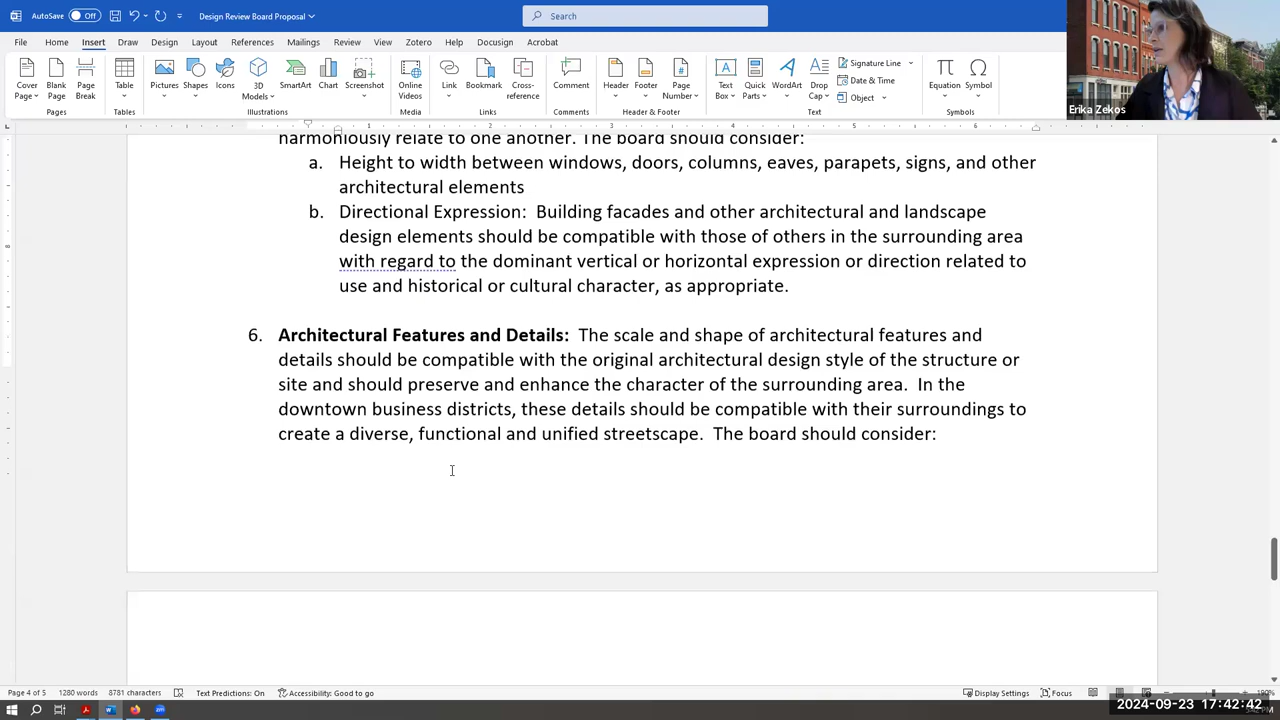 AutoSave Off Design Review Board Proposal Search
File Home Insert Draw Design Layout References Mailings Review View Zotero Help Docusign Acrobat
Cover Page Blank Page Page Break Table Pictures Shapes Icons 3D Models SmartArt Chart Screenshot Online Videos Link Bookmark Cross-reference Comment Header Footer Page Number Text Box Quick Parts WordArt Drop Cap Signature Line Date & Time Object Equation Symbol
Pages Tables Illustrations Media Links Comments Header & Footer Text Symbols
Erika Zekos
harmoniously relate to one another. The board should consider:
a. Height to width between windows, doors, columns, eaves, parapets, signs, and other
architectural elements
b. Directional Expression: Building facades and other architectural and landscape
design elements should be compatible with those of others in the surrounding area
with regard to the dominant vertical or horizontal expression or direction related to
use and historical or cultural character, as appropriate.
6. Architectural Features and Details: The scale and shape of architectural features and
details should be compatible with the original architectural design style of the structure or
site and should preserve and enhance the character of the surrounding area. In the
downtown business districts, these details should be compatible with their surroundings to
create a diverse, functional and unified streetscape. The board should consider:
Page 4 of 5 1280 words 8781 characters Text Predictions: On Accessibility: Good to go Display Settings Focus
2024-09-23 17:42:42